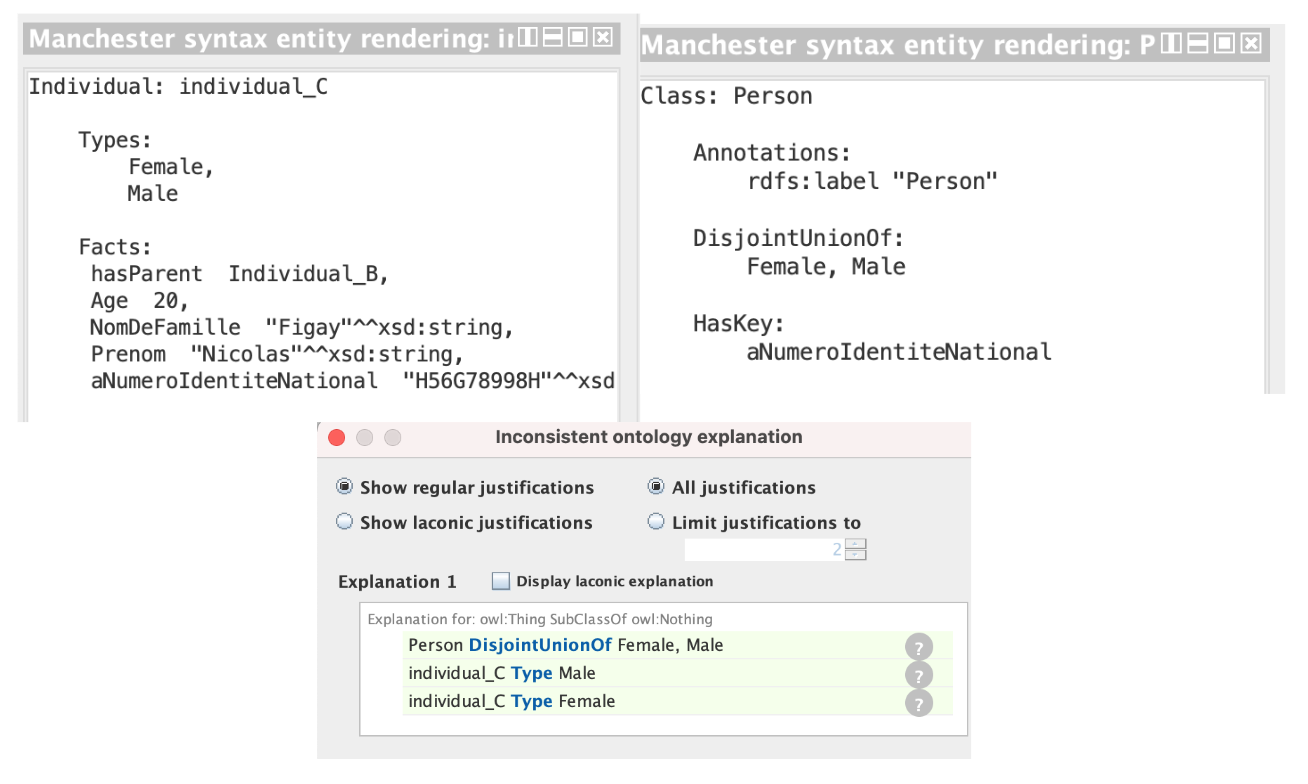 Manchester syntax entity rendering: ir
Individual: individual_C
Types:
Female,
Male
Facts:
hasParent  Individual_B,
Age  20,
NomDeFamille  "Figay"^^xsd:string,
Prenom  "Nicolas"^^xsd:string,
aNumeroIdentiteNational  "H56G78998H"^^xsd
Manchester syntax entity rendering: P
Class: Person
Annotations:
rdfs:label "Person"
DisjointUnionOf:
Female, Male
HasKey:
aNumeroIdentiteNational
Inconsistent ontology explanation
Show regular justifications
All justifications
Show laconic justifications
Limit justifications to
2
Explanation 1
Display laconic explanation
Explanation for: owl:Thing SubClassOf owl:Nothing
Person DisjointUnionOf Female, Male ?
individual_C Type Male ?
individual_C Type Female ?